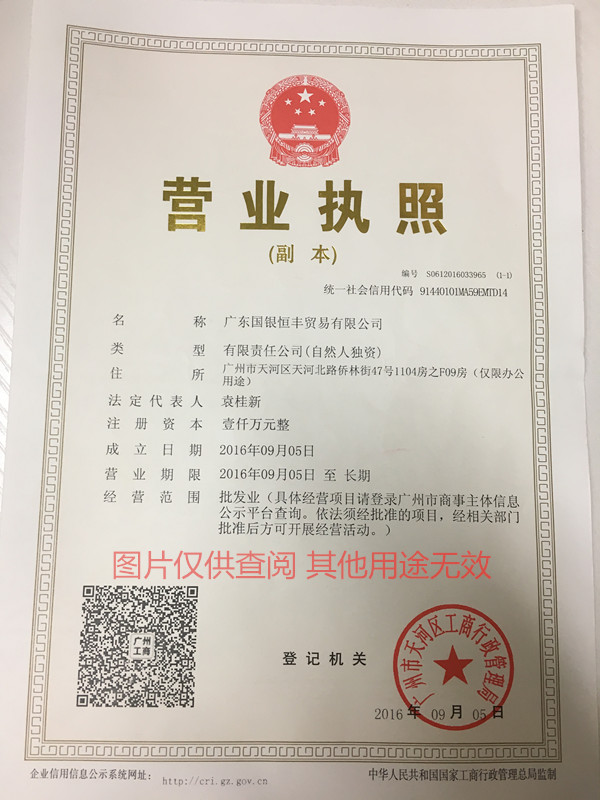 营业执照
(副 本)
编号 S0612016033965 (1-1)
统一社会信用代码 91440101MA59EMTD14
名称 广东国银恒丰贸易有限公司
类型 有限责任公司(自然人独资)
住所 广州市天河区天河北路侨林街47号1104房之F09房（仅限办公
用途）
法定代表人 袁桂新
注册资本 壹仟万元整
成立日期 2016年09月05日
营业期限 2016年09月05日 至 长期
经营范围 批发业（具体经营项目请登录广州市商事主体信息
公示平台查询。依法须经批准的项目，经相关部门
批准后方可开展经营活动。）
图片仅供查阅 其他用途无效
广州
工商
登记机关
广州市天河区工商行政管理局
2016 年 09 月 05 日
企业信用信息公示系统网址： http://cri.gz.gov.cn
中华人民共和国国家工商行政管理总局监制